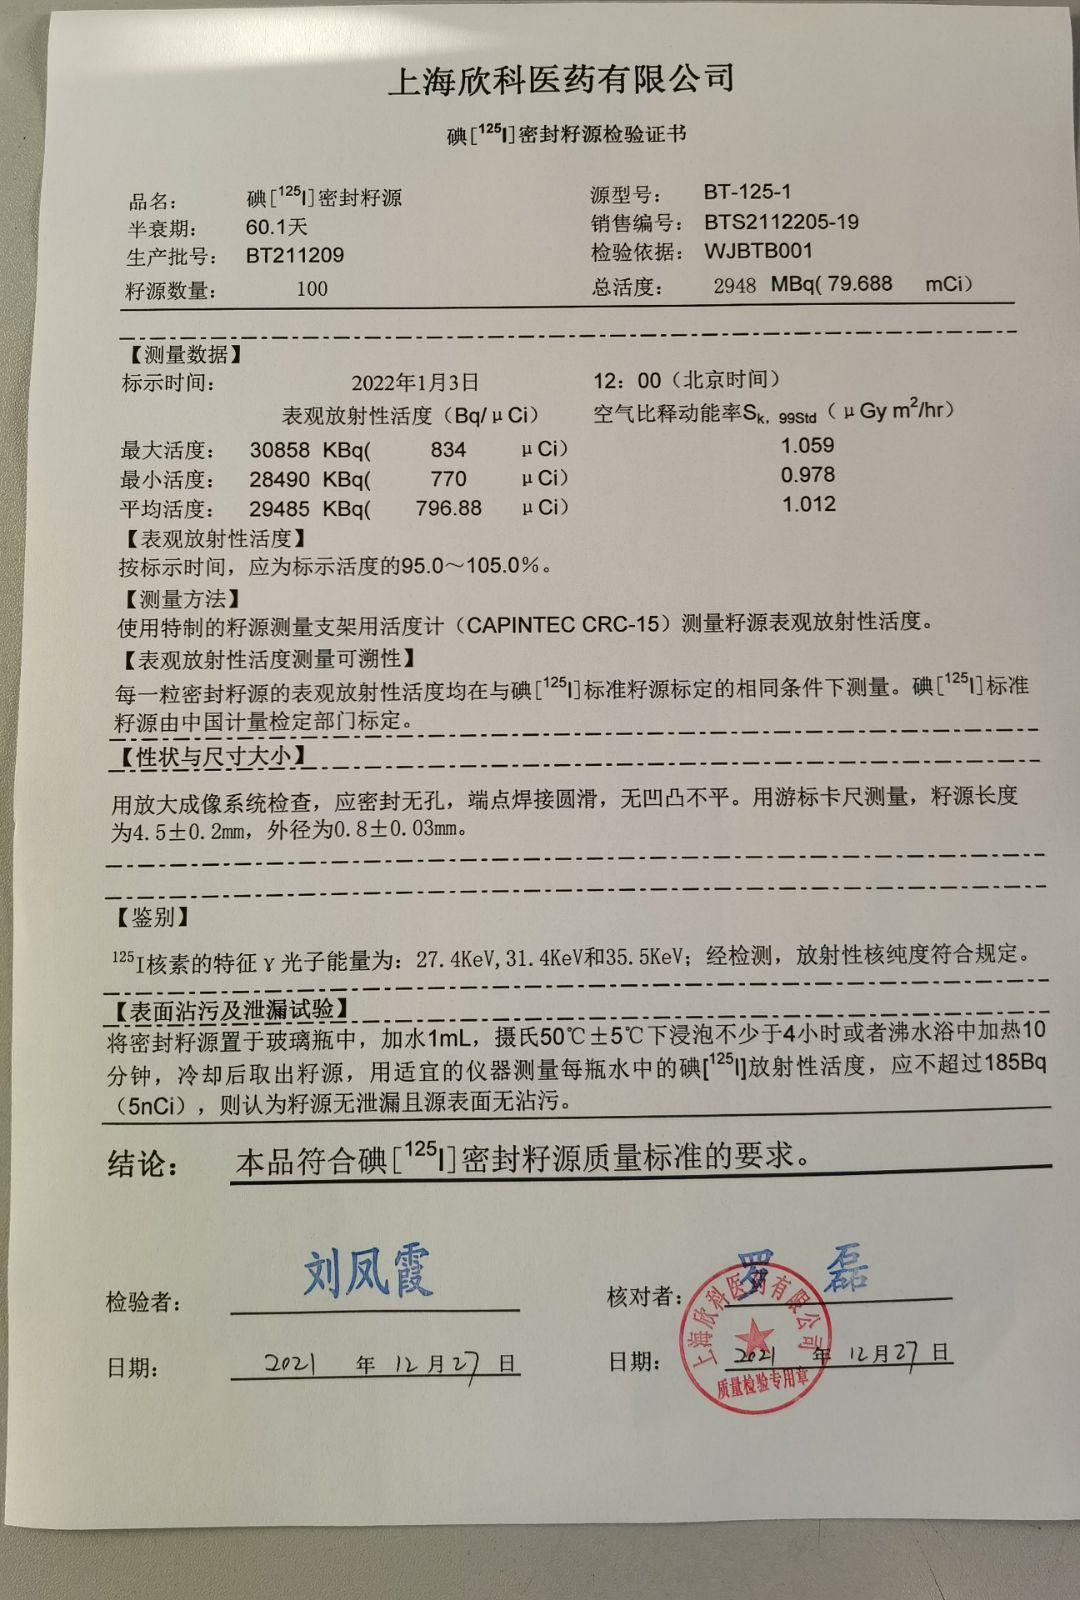 上海欣科医药有限公司
碘[¹²⁵I]密封籽源检验证书
品名： 碘[¹²⁵I]密封籽源 源型号： BT-125-1
半衰期： 60.1天 销售编号： BTS2112205-19
生产批号： BT211209 检验依据： WJBTB001
籽源数量： 100 总活度： 2948 MBq( 79.688 mCi）
【测量数据】
标示时间： 2022年1月3日 12：00（北京时间）
表观放射性活度（Bq/μCi） 空气比释动能率Sk，99Std（μGy m²/hr）
最大活度： 30858 KBq( 834 μCi） 1.059
最小活度： 28490 KBq( 770 μCi） 0.978
平均活度： 29485 KBq( 796.88 μCi） 1.012
【表观放射性活度】
按标示时间，应为标示活度的95.0～105.0%。
【测量方法】
使用特制的籽源测量支架用活度计（CAPINTEC CRC-15）测量籽源表观放射性活度。
【表观放射性活度测量可溯性】
每一粒密封籽源的表观放射性活度均在与碘[¹²⁵I]标准籽源标定的相同条件下测量。碘[¹²⁵I]标准
籽源由中国计量检定部门标定。
【性状与尺寸大小】
用放大成像系统检查，应密封无孔，端点焊接圆滑，无凹凸不平。用游标卡尺测量，籽源长度
为4.5±0.2mm，外径为0.8±0.03mm。
【鉴别】
¹²⁵I核素的特征γ光子能量为：27.4KeV,31.4KeV和35.5KeV；经检测，放射性核纯度符合规定。
【表面沾污及泄漏试验】
将密封籽源置于玻璃瓶中，加水1mL，摄氏50℃±5℃下浸泡不少于4小时或者沸水浴中加热10
分钟，冷却后取出籽源，用适宜的仪器测量每瓶水中的碘[¹²⁵I]放射性活度，应不超过185Bq
（5nCi），则认为籽源无泄漏且源表面无沾污。
结论： 本品符合碘[¹²⁵I]密封籽源质量标准的要求。
检验者： 刘凤霞 核对者： 罗 磊
日期： 2021 年 12 月 27 日 日期： 2021 年 12 月 27 日
上海欣科医药有限公司
质量检验专用章